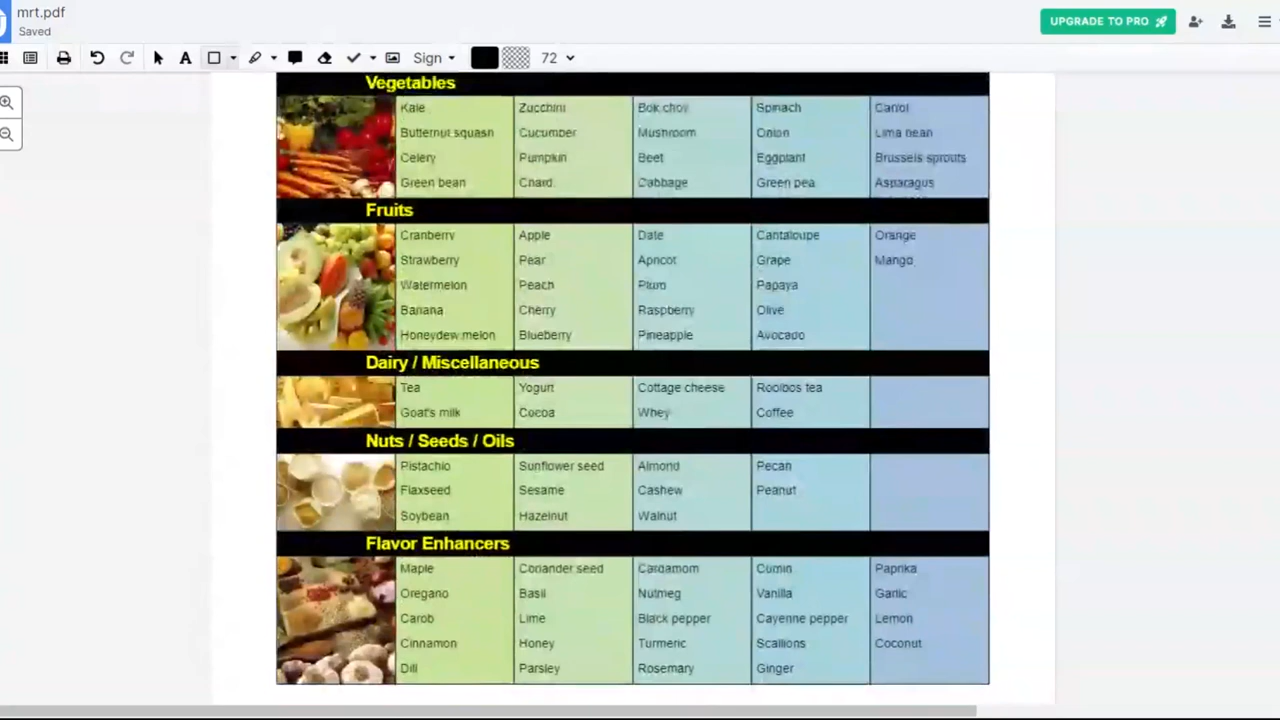 mrt.pdf
Saved
UPGRADE TO PRO
Sign
72
Vegetables
Kale Zucchini Bok choy Spinach Carrot
Butternut squash Cucumber Mushroom Onion Lima bean
Celery Pumpkin Beet Eggplant Brussels sprouts
Green bean Chard Cabbage Green pea Asparagus
Fruits
Cranberry Apple Date Cantaloupe Orange
Strawberry Pear Apricot Grape Mango
Watermelon Peach Plum Papaya
Banana Cherry Raspberry Olive
Honeydew melon Blueberry Pineapple Avocado
Dairy / Miscellaneous
Tea Yogurt Cottage cheese Rooibos tea
Goat's milk Cocoa Whey Coffee
Nuts / Seeds / Oils
Pistachio Sunflower seed Almond Pecan
Flaxseed Sesame Cashew Peanut
Soybean Hazelnut Walnut
Flavor Enhancers
Maple Coriander seed Cardamom Cumin Paprika
Oregano Basil Nutmeg Vanilla Garlic
Carob Lime Black pepper Cayenne pepper Lemon
Cinnamon Honey Turmeric Scallions Coconut
Dill Parsley Rosemary Ginger